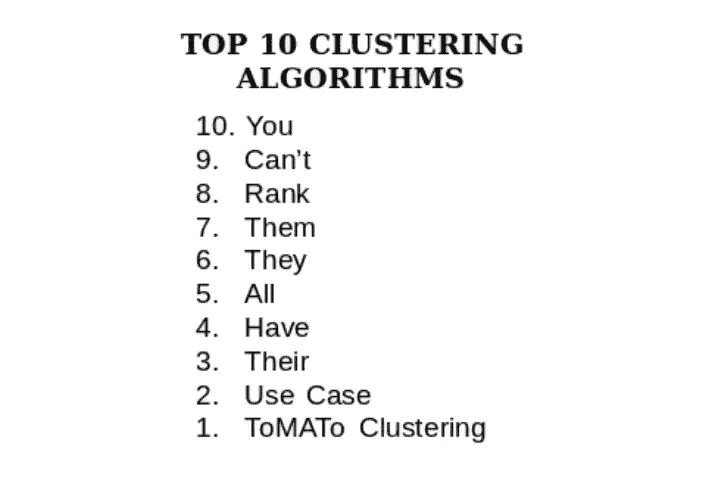 TOP 10 CLUSTERING
ALGORITHMS
10. You
9. Can’t
8. Rank
7. Them
6. They
5. All
4. Have
3. Their
2. Use Case
1. ToMATo Clustering